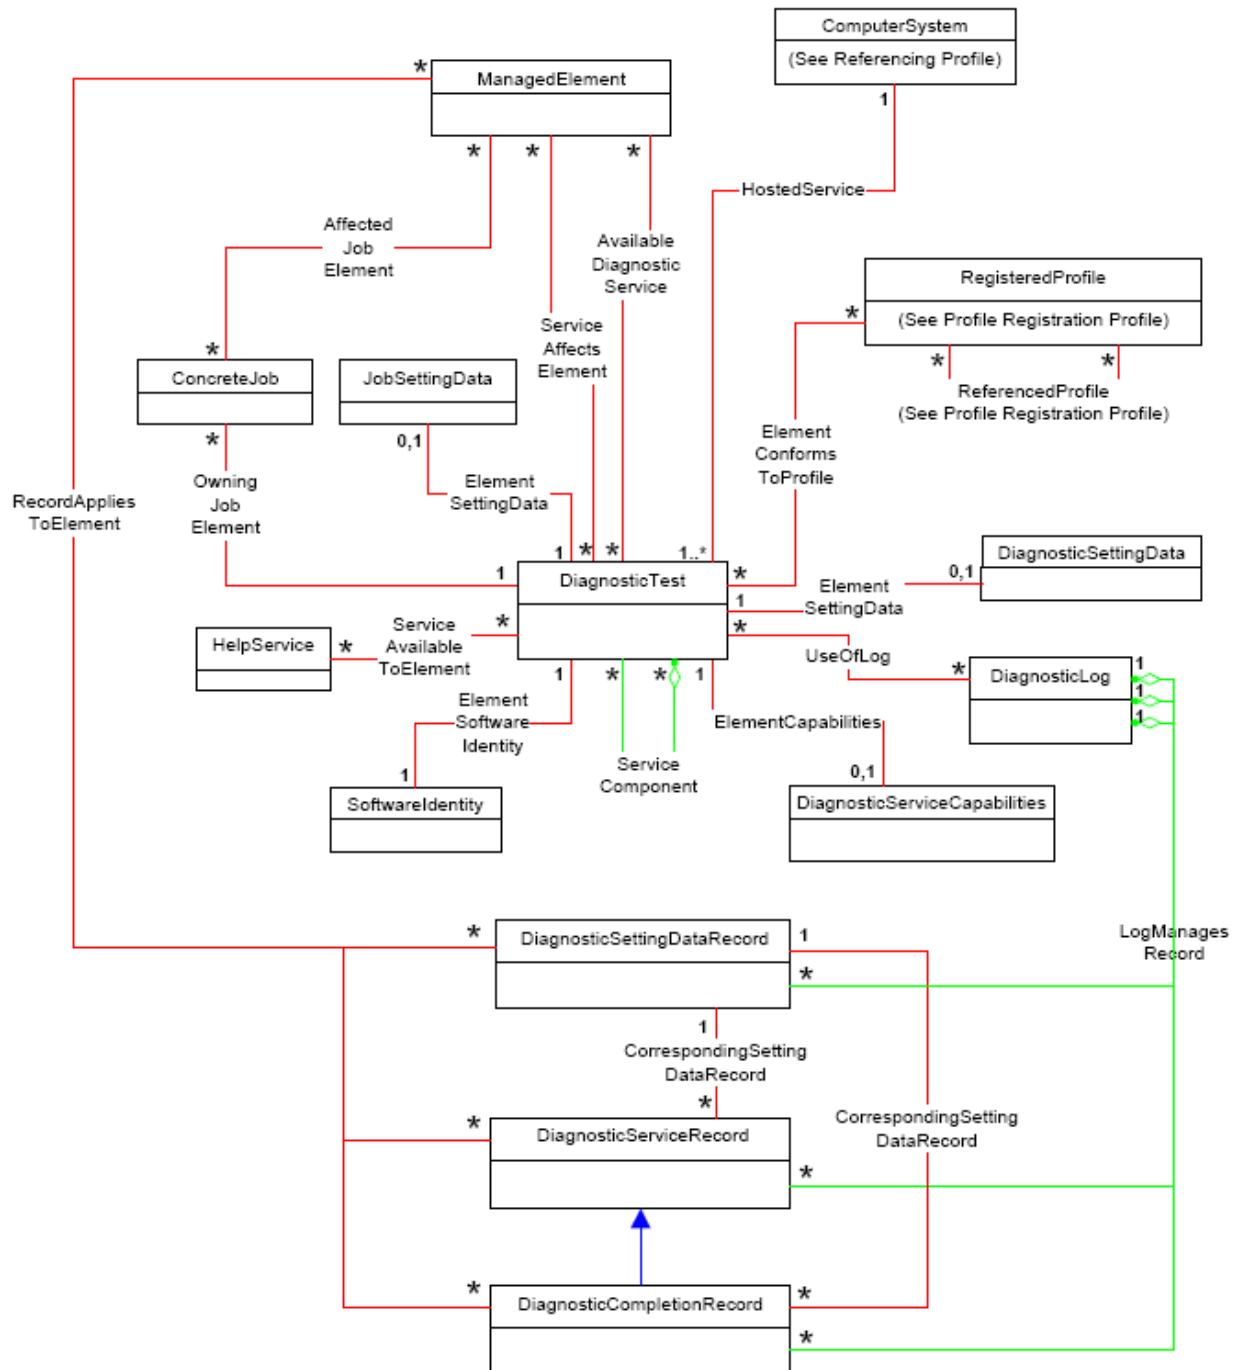 ComputerSystem
(See Referencing Profile)
1
*
ManagedElement
*
*
*
HostedService
Affected
Job
Element
Available
Diagnostic
Service
RegisteredProfile
*
(See Profile Registration Profile)
*
*
ReferencedProfile
(See Profile Registration Profile)
Service
Affects
Element
*
ConcreteJob
JobSettingData
*
0,1
Element
Conforms
ToProfile
Owning
Job
Element
Element
SettingData
RecordApplies
ToElement
1
*
*
1..*
1
DiagnosticTest
*
1
Element
SettingData
0,1
DiagnosticSettingData
HelpService
*
Service
Available
ToElement
*
*
UseOfLog
*
DiagnosticLog
1
1
1
1
*
*
1
Element
Software
Identity
ElementCapabilities
Service
Component
1
0,1
SoftwareIdentity
DiagnosticServiceCapabilities
*
DiagnosticSettingDataRecord
1
*
LogManages
Record
1
CorrespondingSetting
DataRecord
*
*
DiagnosticServiceRecord
*
CorrespondingSetting
DataRecord
*
DiagnosticCompletionRecord
*
*